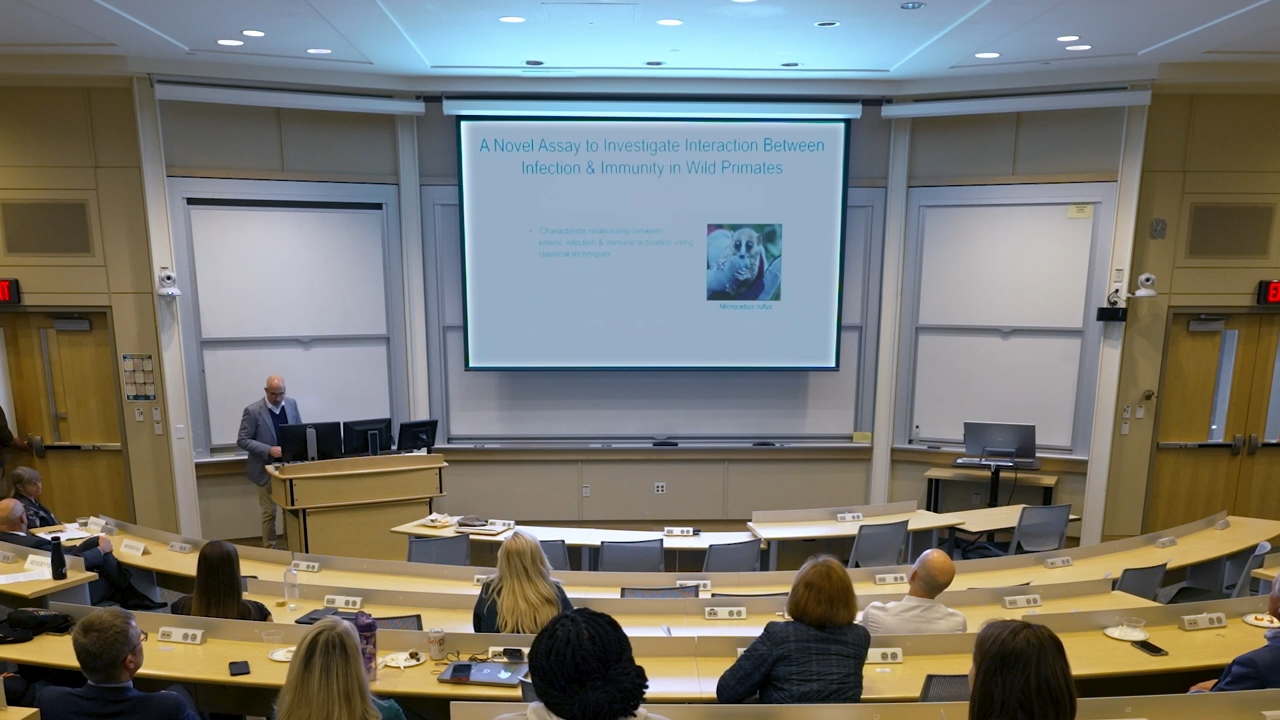 A Novel Assay to Investigate Interaction Between
Infection & Immunity in Wild Primates
• Characterize relationship between
enteric infection & immune activation using
classical techniques
Microcebus rufus